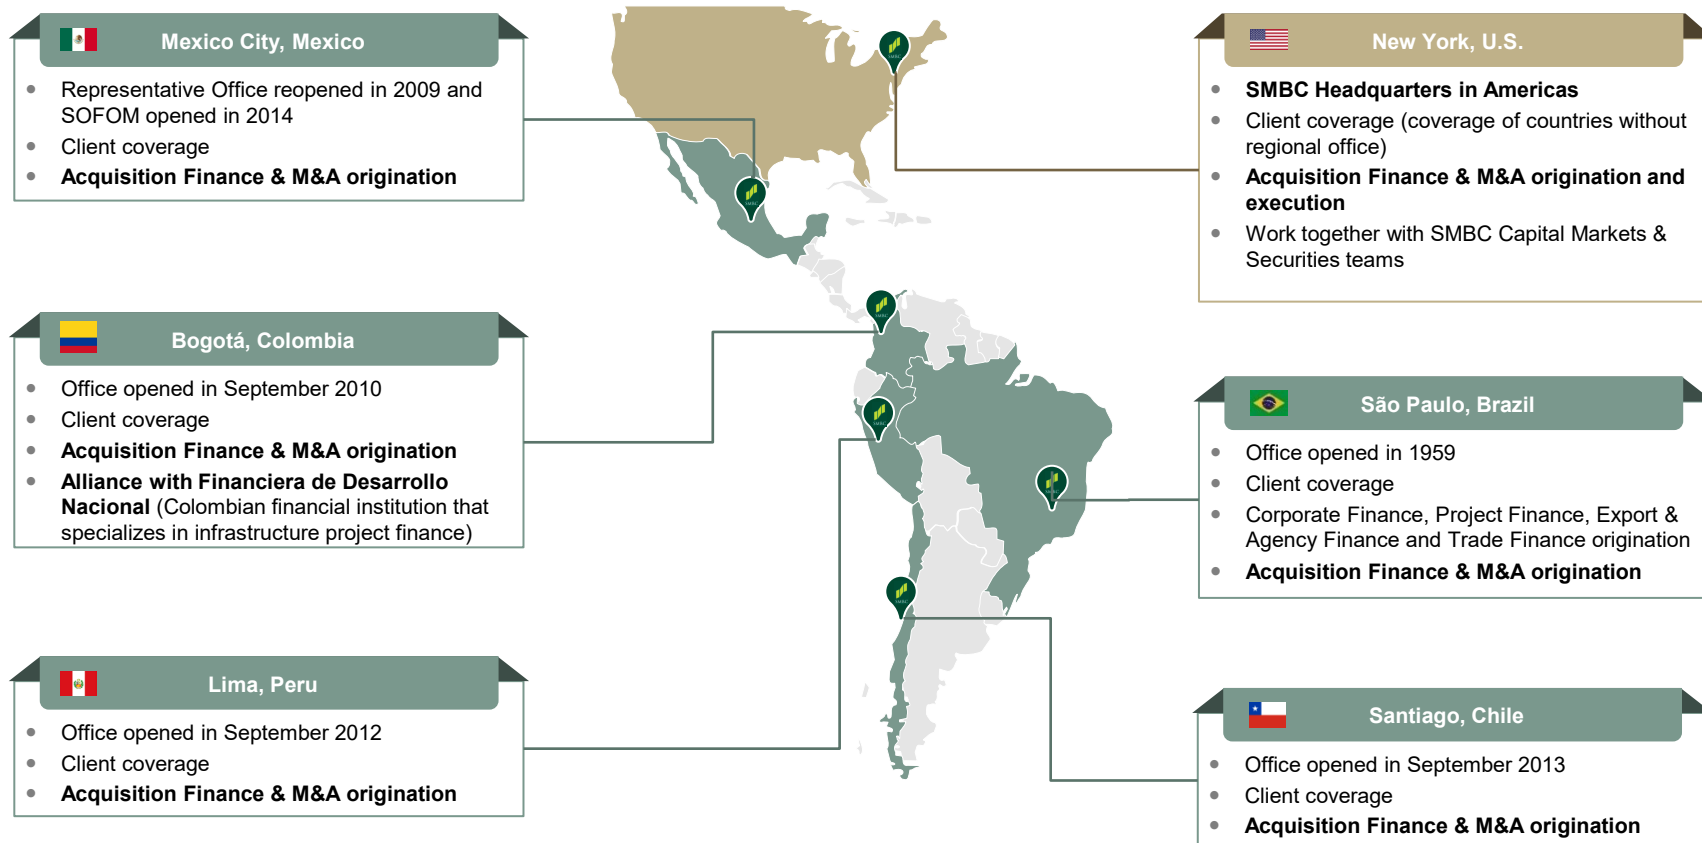 Mexico City, Mexico
• Representative Office reopened in 2009 and
SOFOM opened in 2014
• Client coverage
• Acquisition Finance & M&A origination
New York, U.S.
• SMBC Headquarters in Americas
• Client coverage (coverage of countries without
regional office)
• Acquisition Finance & M&A origination and
execution
• Work together with SMBC Capital Markets &
Securities teams
Bogotá, Colombia
• Office opened in September 2010
• Client coverage
• Acquisition Finance & M&A origination
• Alliance with Financiera de Desarrollo
Nacional (Colombian financial institution that
specializes in infrastructure project finance)
São Paulo, Brazil
• Office opened in 1959
• Client coverage
• Corporate Finance, Project Finance, Export &
Agency Finance and Trade Finance origination
• Acquisition Finance & M&A origination
Lima, Peru
• Office opened in September 2012
• Client coverage
• Acquisition Finance & M&A origination
Santiago, Chile
• Office opened in September 2013
• Client coverage
• Acquisition Finance & M&A origination
SMBC
SMBC
SMBC
SMBC
SMBC
SMBC